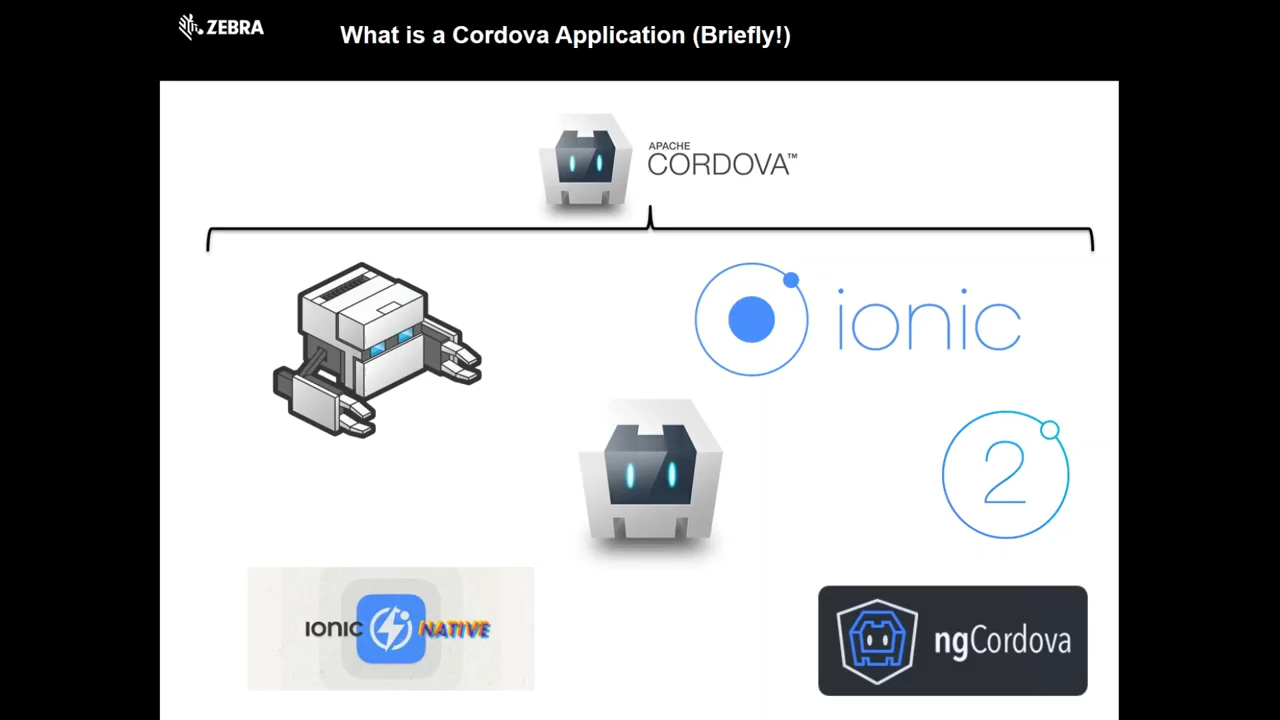 ZEBRA
What is a Cordova Application (Briefly!)
APACHE
CORDOVA™
ionic
2
IONIC NATIVE
ngCordova